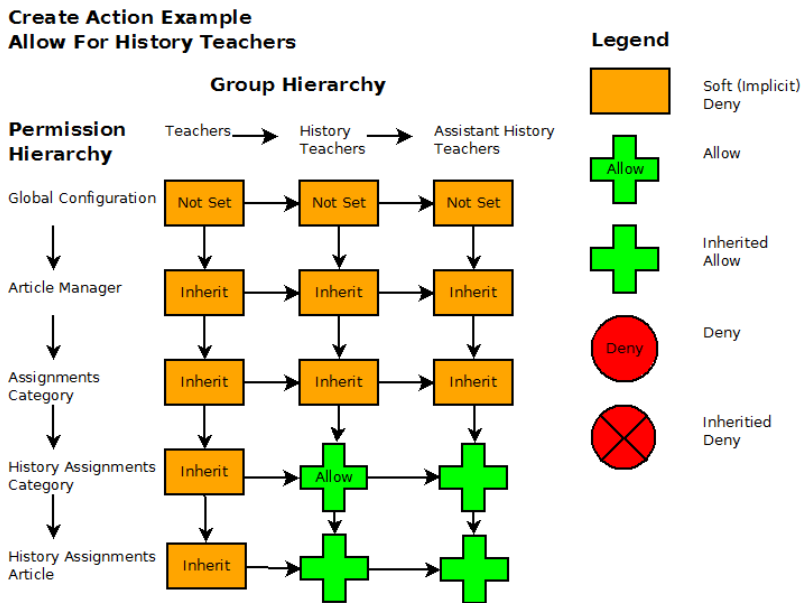 Create Action Example
Allow For History Teachers
Legend
Group Hierarchy
Soft (Implicit)
Deny
Permission
Hierarchy
Teachers
History
Teachers
Assistant History
Teachers
Allow
Allow
Global Configuration
Not Set
Not Set
Not Set
Inherited
Allow
Article Manager
Inherit
Inherit
Inherit
Deny
Deny
Assignments
Category
Inherit
Inherit
Inherit
Inheritied
Deny
History Assignments
Category
Inherit
Allow
History Assignments
Article
Inherit